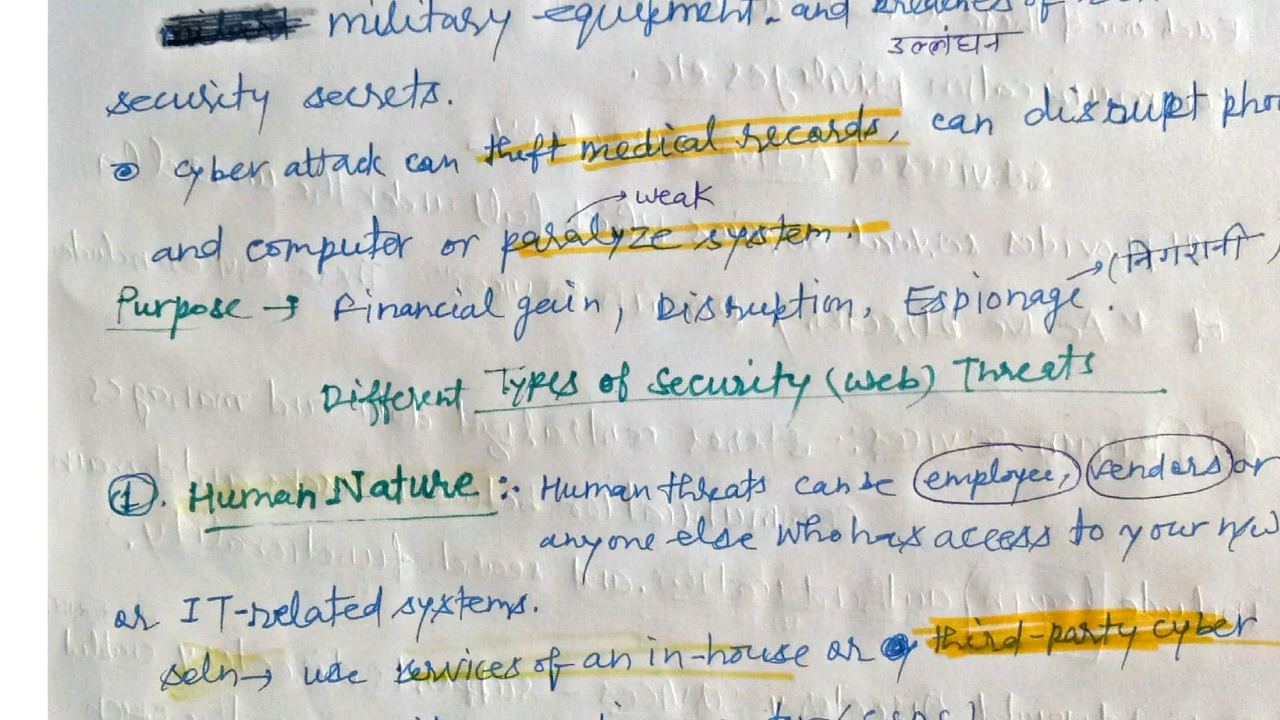 military equipment. and breaches of
उल्लंघन
security secrets.
cyber attack can theft medical records, can disrupt pho
→ weak
and computer or paralyze system.
→ (निगरानी)
Purpose → Financial gain, Disruption, Espionage.
Different Types of Security (web) Threats
①. Human Nature :- Human threats can be employee, vendors or
anyone else who has access to your n/w
or IT-related systems.
soln → use services of an in-house or third-party cyber